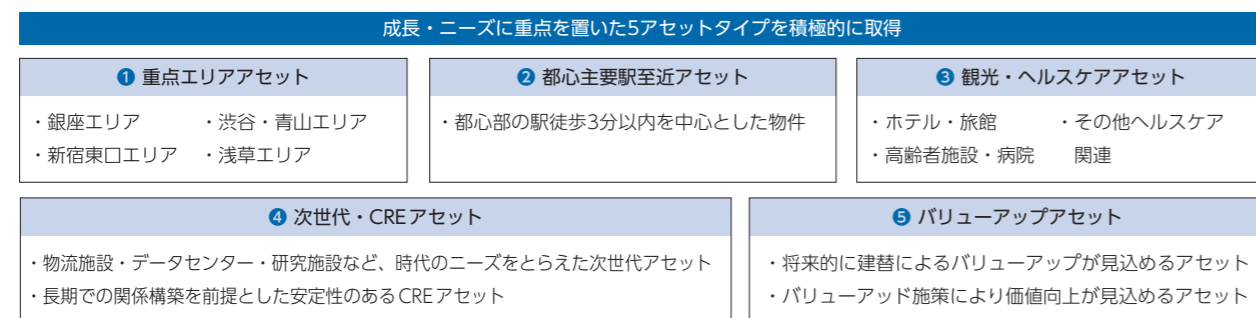 成長・ニーズに重点を置いた5アセットタイプを積極的に取得
❶ 重点エリアアセット
・銀座エリア ・渋谷・青山エリア
・新宿東口エリア ・浅草エリア
❷ 都心主要駅至近アセット
・都心部の駅徒歩3分以内を中心とした物件
❸ 観光・ヘルスケアアセット
・ホテル・旅館 ・その他ヘルスケア
・高齢者施設・病院 関連
❹ 次世代・CREアセット
・物流施設・データセンター・研究施設など、時代のニーズをとらえた次世代アセット
・長期での関係構築を前提とした安定性のあるCREアセット
❺ バリューアップアセット
・将来的に建替によるバリューアップが見込めるアセット
・バリューアッド施策により価値向上が見込めるアセット